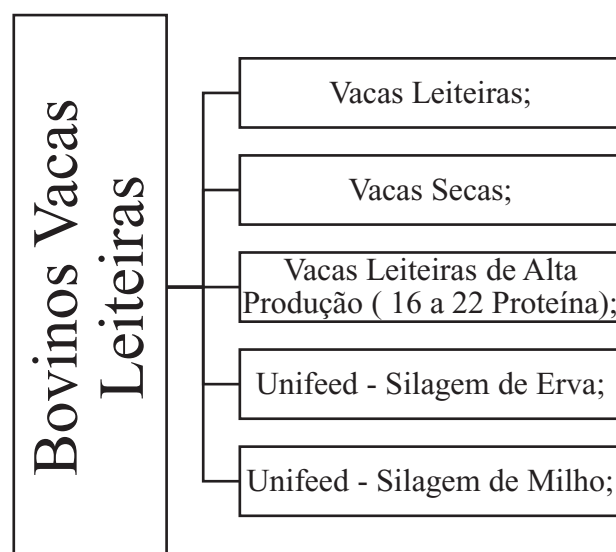 Bovinos Vacas
Leiteiras
Vacas Leiteiras;
Vacas Secas;
Vacas Leiteiras de Alta
Produção ( 16 a 22 Proteína);
Unifeed - Silagem de Erva;
Unifeed - Silagem de Milho;